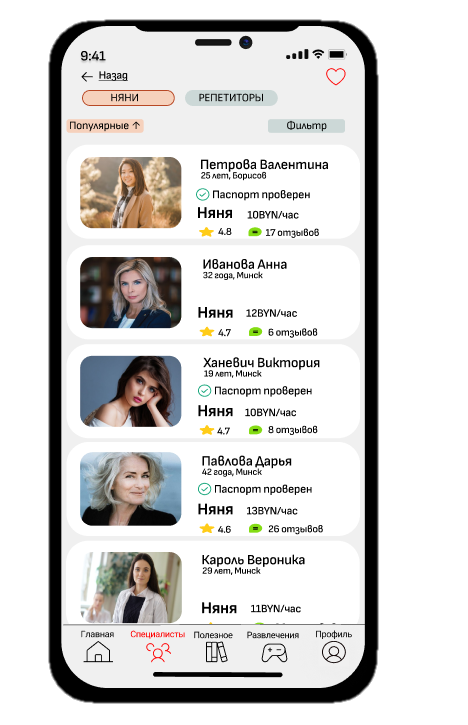 9:41
Назад
НЯНИ
РЕПЕТИТОРЫ
Популярные ↑
Фильтр
Петрова Валентина
25 лет, Борисов
Паспорт проверен
Няня 10BYN/час
4.8 17 отзывов
Иванова Анна
32 года, Минск
Няня 12BYN/час
4.7 6 отзывов
Ханевич Виктория
19 лет, Минск
Паспорт проверен
Няня 10BYN/час
4.7 8 отзывов
Павлова Дарья
42 года, Минск
Паспорт проверен
Няня 13BYN/час
4.6 26 отзывов
Кароль Вероника
29 лет, Минск
Няня 11BYN/час
Главная Специалисты Полезное Развлечения Профиль